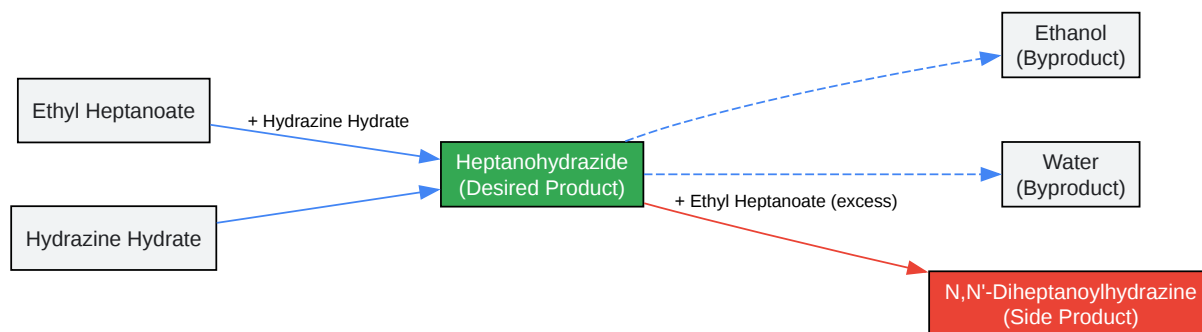 Ethyl Heptanoate
Hydrazine Hydrate
+ Hydrazine Hydrate
Heptanohydrazide
(Desired Product)
Ethanol
(Byproduct)
Water
(Byproduct)
+ Ethyl Heptanoate (excess)
N,N'-Diheptanoylhydrazine
(Side Product)